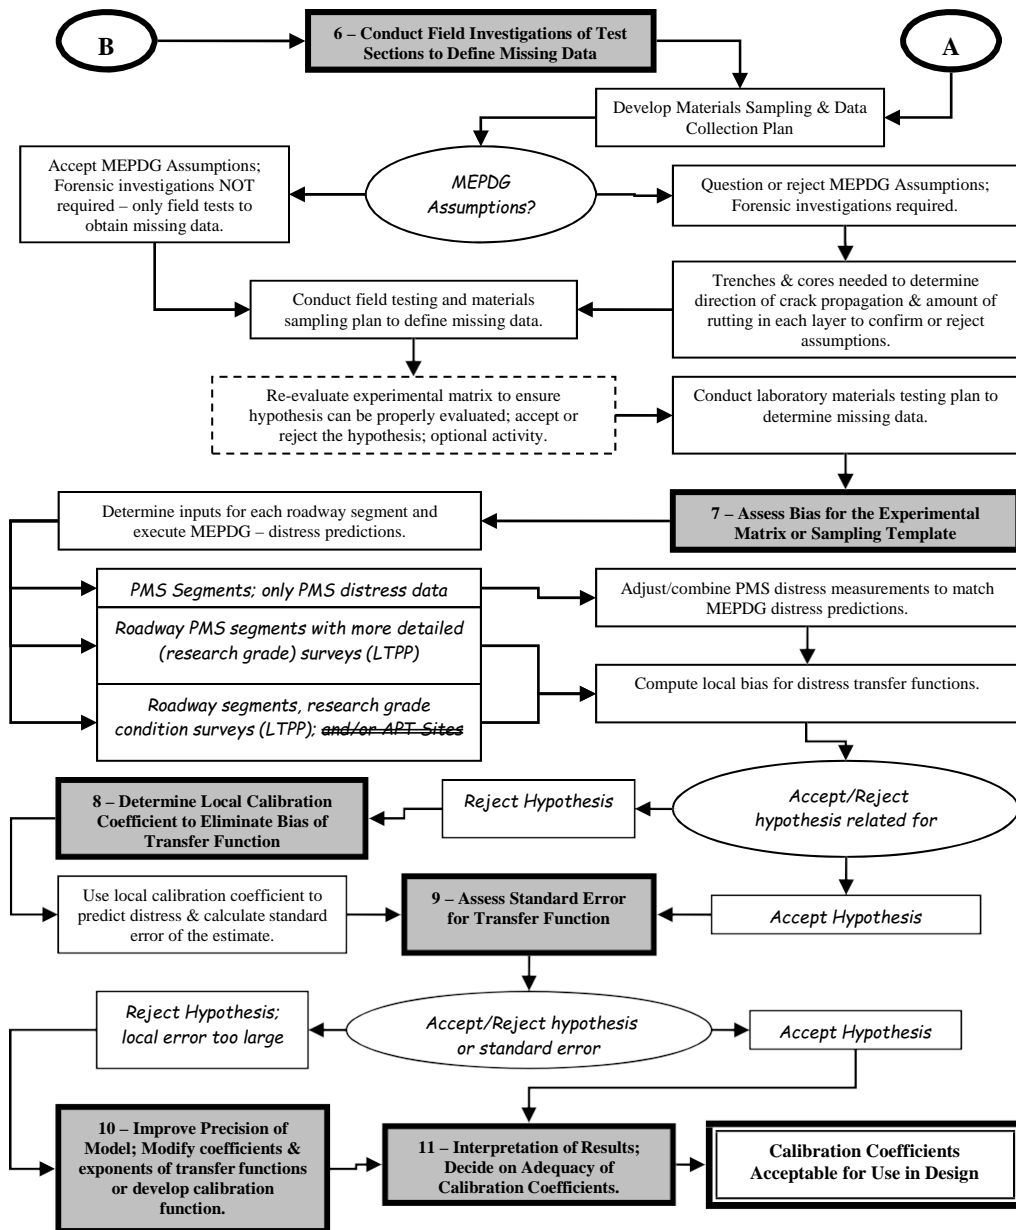 B
6 – Conduct Field Investigations of Test
Sections to Define Missing Data
A
Develop Materials Sampling & Data
Collection Plan
Accept MEPDG Assumptions;
Forensic investigations NOT
required – only field tests to
obtain missing data.
MEPDG
Assumptions?
Question or reject MEPDG Assumptions;
Forensic investigations required.
Conduct field testing and materials
sampling plan to define missing data.
Trenches & cores needed to determine
direction of crack propagation & amount of
rutting in each layer to confirm or reject
assumptions.
Re-evaluate experimental matrix to ensure
hypothesis can be properly evaluated; accept or
reject the hypothesis; optional activity.
Conduct laboratory materials testing plan to
determine missing data.
Determine inputs for each roadway segment and
execute MEPDG – distress predictions.
7 – Assess Bias for the Experimental
Matrix or Sampling Template
PMS Segments; only PMS distress data
Adjust/combine PMS distress measurements to match
MEPDG distress predictions.
Roadway PMS segments with more detailed
(research grade) surveys (LTPP)
Compute local bias for distress transfer functions.
Roadway segments, research grade
condition surveys (LTPP); and/or APT Sites
8 – Determine Local Calibration
Coefficient to Eliminate Bias of
Transfer Function
Reject Hypothesis
Accept/Reject
hypothesis related for
Use local calibration coefficient to
predict distress & calculate standard
error of the estimate.
9 – Assess Standard Error
for Transfer Function
Accept Hypothesis
Reject Hypothesis;
local error too large
Accept/Reject hypothesis
or standard error
Accept Hypothesis
10 – Improve Precision of
Model; Modify coefficients &
exponents of transfer functions
or develop calibration
function.
11 – Interpretation of Results;
Decide on Adequacy of
Calibration Coefficients.
Calibration Coefficients
Acceptable for Use in Design